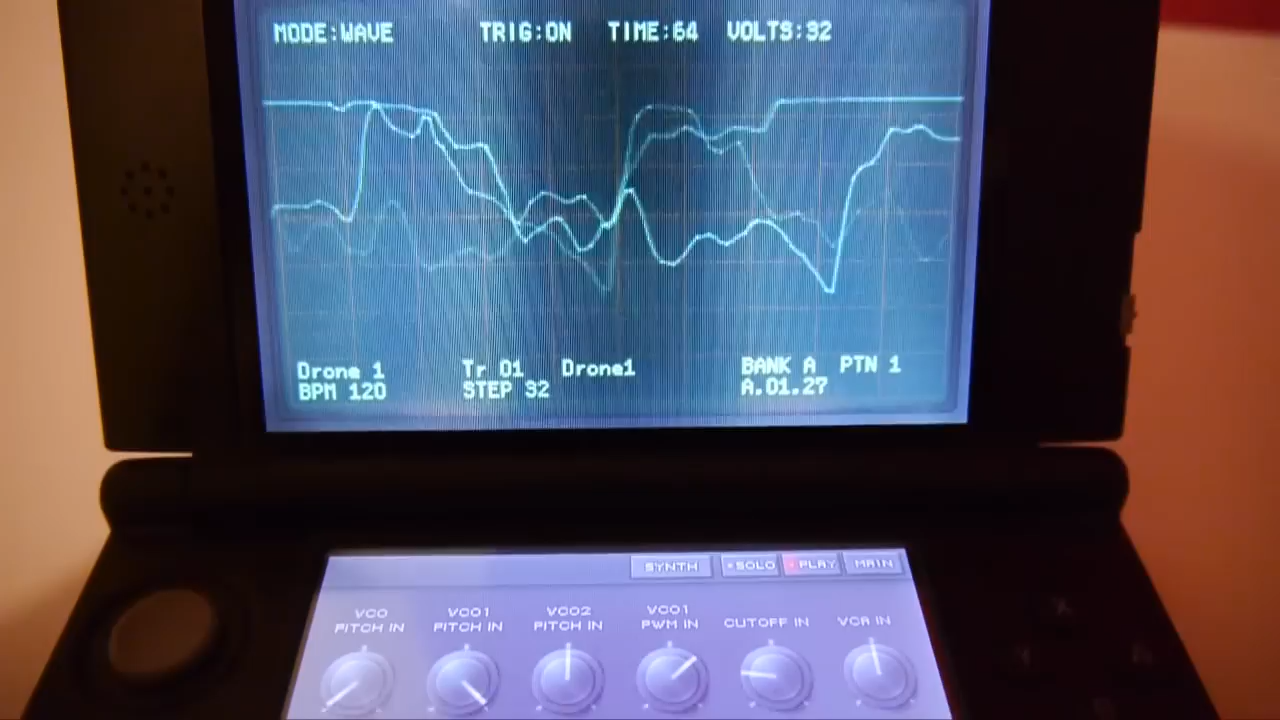 MODE:WAVE TRIG:ON TIME:64 VOLTS:32
Drone 1 Tr 01 Drone1 BANK A PTN 1
BPM 120 STEP 32 A.01.27
SYNTH SOLO PLAY MAIN
VCO PITCH IN
VCO1 PITCH IN
VCO2 PITCH IN
VCO1 PWM IN
CUTOFF IN
VCA IN
X